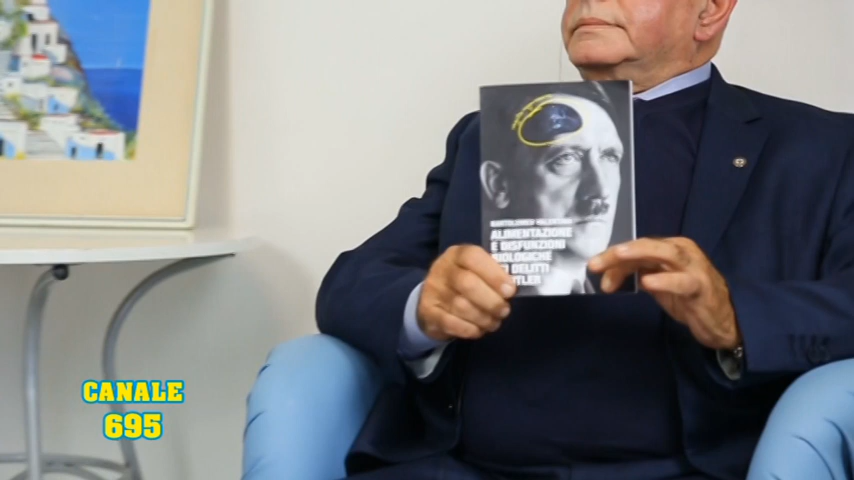 BARTOLOMEO VALENTINO
ALIMENTAZIONE
E DISFUNZIONI
BIOLOGICHE
DELITTI
CANALE
695